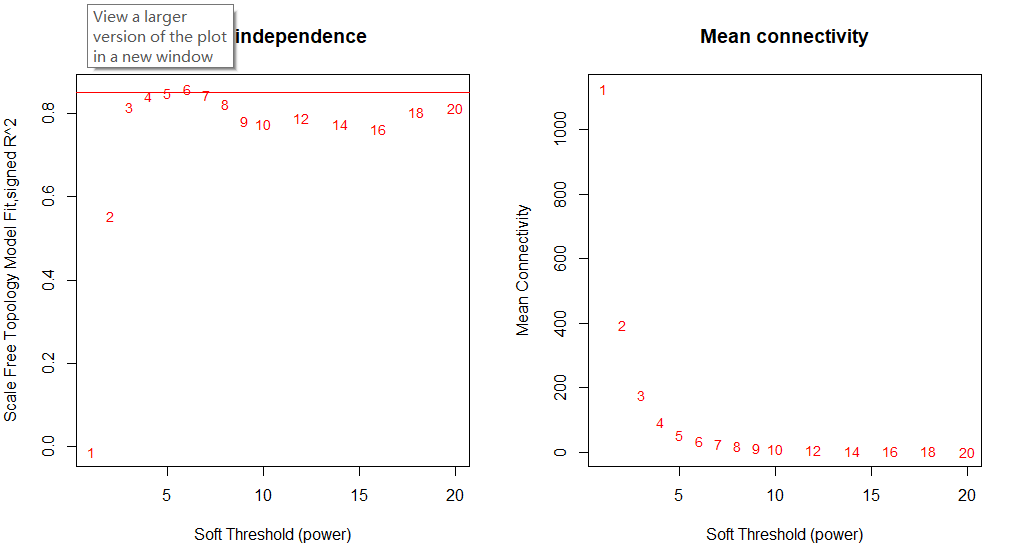 View a larger
version of the plot
in a new window
independence
Scale Free Topology Model Fit,signed R^2
0.0 0.2 0.4 0.6 0.8
1 2 3 4 5 6 7 8 9 10 12 14 16 18 20
5 10 15 20
Soft Threshold (power)
Mean connectivity
Mean Connectivity
0 200 400 600 800 1000
1 2 3 4 5 6 7 8 9 10 12 14 16 18 20
5 10 15 20
Soft Threshold (power)